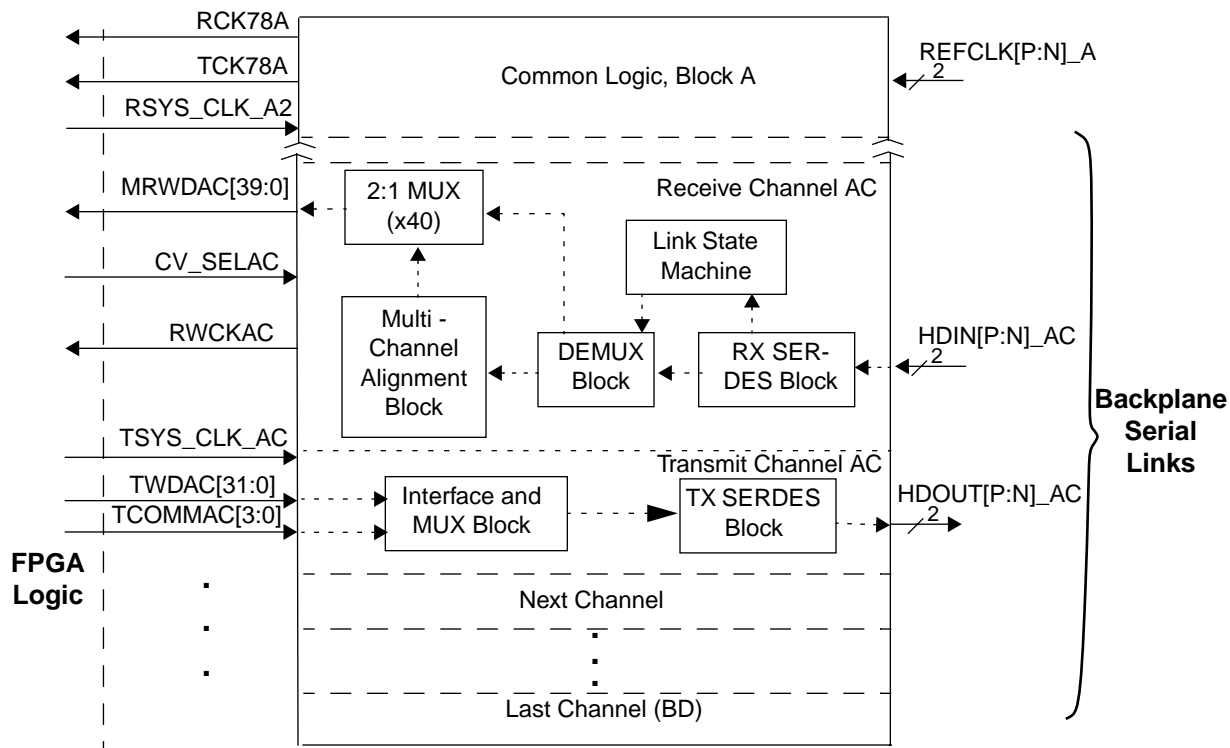 RCK78A
TCK78A
RSYS_CLK_A2
Common Logic, Block A
REFCLK[P:N]_A
2
MRWDAC[39:0]
CV_SELAC
RWCKAC
2:1 MUX
(x40)
Receive Channel AC
Link State
Machine
Multi -
Channel
Alignment
Block
DEMUX
Block
RX SER-
DES Block
HDIN[P:N]_AC
2
Backplane
Serial
Links
TSYS_CLK_AC
TWDAC[31:0]
TCOMMAC[3:0]
Transmit Channel AC
Interface and
MUX Block
TX SERDES
Block
HDOUT[P:N]_AC
2
FPGA
Logic
Next Channel
Last Channel (BD)